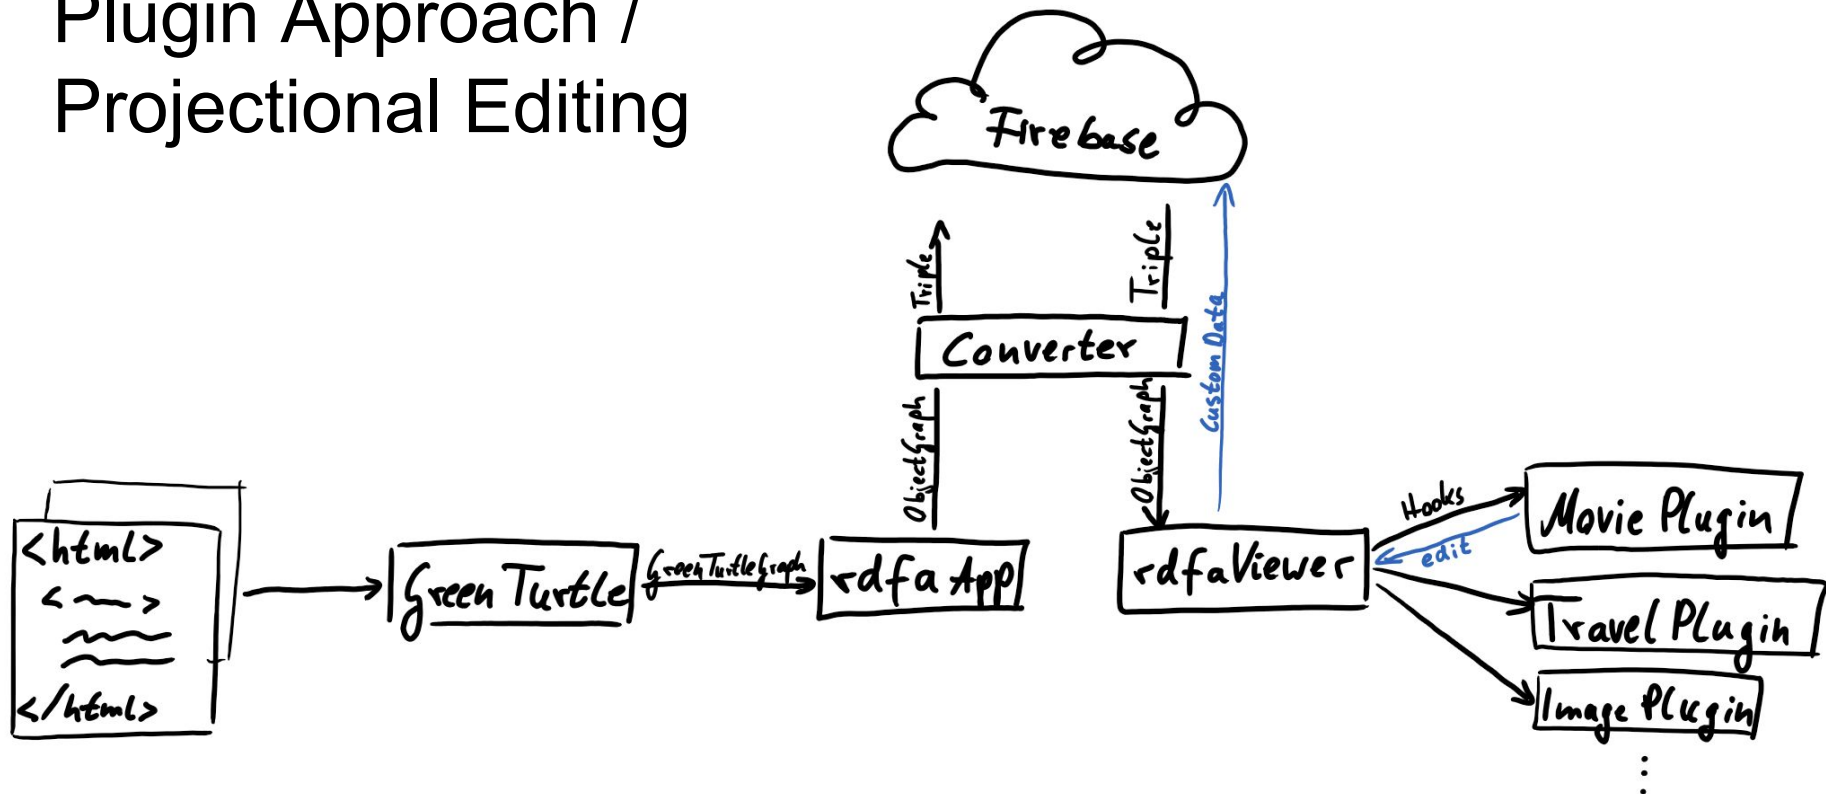 Plugin Approach /
Projectional Editing
Firebase
Triple
Triple
Custom Data
Converter
ObjectGraph
ObjectGraph
<html>
< >
</html>
Green Turtle
GreenTurtleGraph
rdfa App
rdfaViewer
Hooks
edit
Movie Plugin
Travel Plugin
Image Plugin
⋮